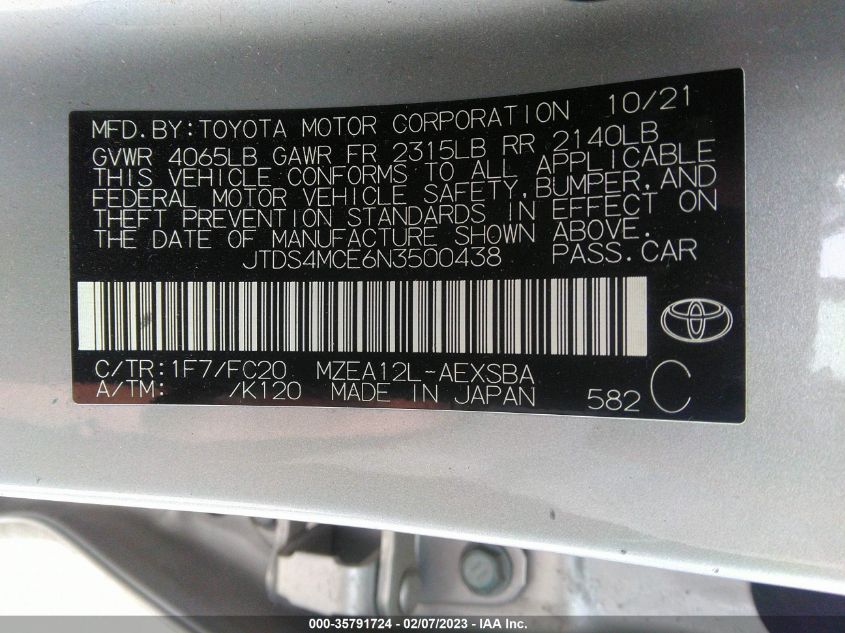 MFD.BY:TOYOTA MOTOR CORPORATION 10/21
GVWR 4065LB GAWR FR 2315LB RR 2140LB
THIS VEHICLE CONFORMS TO ALL APPLICABLE
FEDERAL MOTOR VEHICLE SAFETY,BUMPER,AND
THEFT PREVENTION STANDARDS IN EFFECT ON
THE DATE OF MANUFACTURE SHOWN ABOVE.
JTDS4MCE6N3500438 PASS.CAR
C/TR:1F7/FC20 MZEA12L-AEXSBA
A/TM: /K120 MADE IN JAPAN 582 C
000-35791724 - 02/07/2023 - IAA Inc.